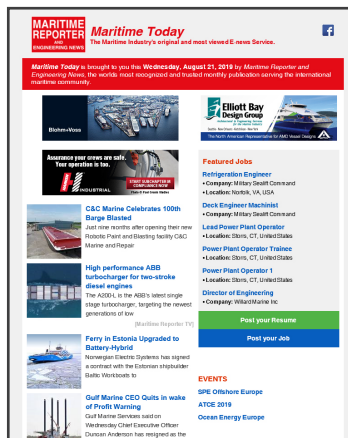 MARITIME
REPORTER
AND
ENGINEERING NEWS
Maritime Today
The Maritime Industry's original and most viewed E-news Service.
f
Maritime Today is brought to you this Wednesday, August 21, 2019 by Maritime Reporter and
Engineering News, the worlds most recognized and trusted monthly publication serving the international
maritime community.
Blohm+Voss
Elliott Bay
Design Group
The North American Representative for AMD Vessel Designs
Assurance your crews are safe.
Your operation is too.
INDUSTRIAL
START SUBCHAPTER M
COMPLIANCE NOW
C&C Marine Celebrates 100th
Barge Blasted
Just nine months after opening their new
Robotic Paint and Blasting facility C&C
Marine and Repair
High performance ABB
turbocharger for two-stroke
diesel engines
The A200-L is the ABB's latest single
stage turbocharger, targeting the newest
generations of low
[Maritime Reporter TV]
Ferry in Estonia Upgraded to
Battery-Hybrid
Norwegian Electric Systems has signed
a contract with the Estonian shipbuilder
Baltic Workboats to
Gulf Marine CEO Quits in wake
of Profit Warning
Gulf Marine Services said on
Wednesday Chief Executive Officer
Duncan Anderson has resigned as the
Featured Jobs
Refrigeration Engineer
• Company: Military Sealift Command
• Location: Norfolk, VA, USA
Deck Engineer Machinist
• Company: Military Sealift Command
Lead Power Plant Operator
• Location: Storrs, CT, United States
Power Plant Operator Trainee
• Location: Storrs, CT, United States
Power Plant Operator 1
• Location: Storrs, CT, United States
Director of Engineering
• Company: Willard Marine Inc
Post your Resume
Post your Job
EVENTS
SPE Offshore Europe
ATCE 2019
Ocean Energy Europe